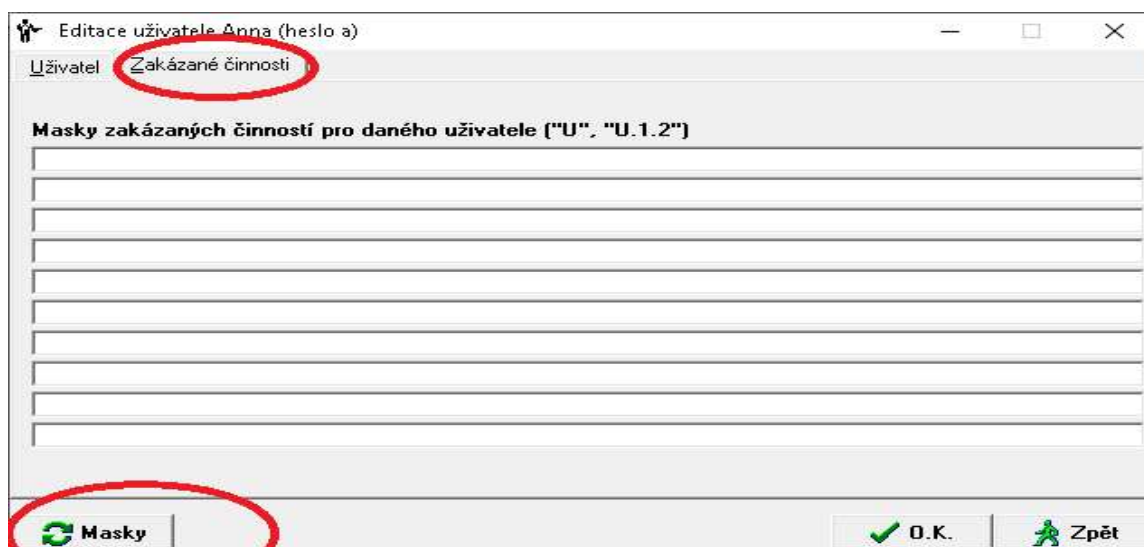 Editace uživatele Anna (heslo a)
Uživatel Zakázané činnosti
Masky zakázaných činností pro daného uživatele ("U", "U.1.2")
Masky O.K. Zpět